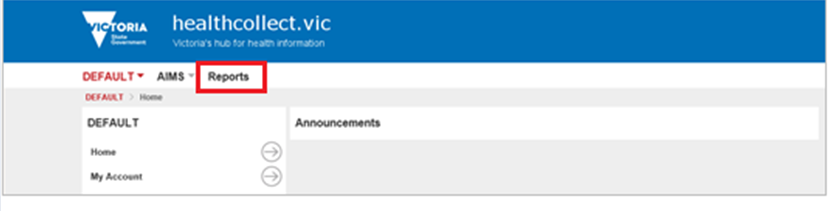 VICTORIA
State
Government
healthcollect.vic
Victoria's hub for health information
DEFAULT AIMS Reports
DEFAULT > Home
DEFAULT
Home
My Account
Announcements